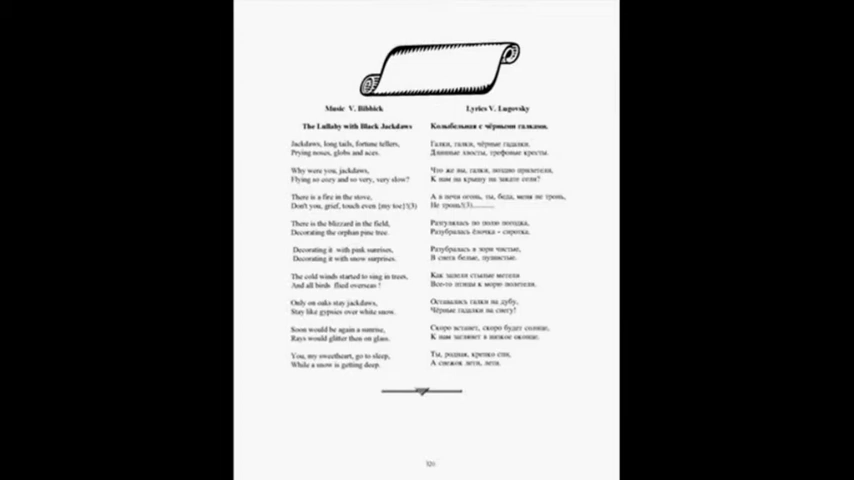 Music V. Bibbick
Lyrics V. Lugovsky
The Lullaby with Black Jackdaws
Jackdaws, long tails, fortune tellers,
Prying noses, globs and aces.
Why were you, jackdaws,
Flying so cozy and so very, very slow?
There is a fire in the stove,
Don't you, grief, touch even {my toe}!(3)
There is the blizzard in the field,
Decorating the orphan pine tree.
Decorating it with pink sunrises,
Decorating it with snow surprises.
The cold winds started to sing in trees,
And all birds flied overseas !
Only on oaks stay jackdaws,
Stay like gypsies over white snow.
Soon would be again a sunrise,
Rays would glitter then on glass.
You, my sweetheart, go to sleep,
While a snow is getting deep.
Колыбельная с чёрными галками.
Галки, галки, чёрные гадалки.
Длинные хвосты, трефовые кресты.
Что же вы, галки, поздно прилетели,
К нам на крышу на закате сели?
А в печи огонь, ты, беда, меня не тронь,
Не тронь!(3)..........
Разгулялась по полю погодка,
Разубралась ёлочка - сиротка.
Разубралась в зори чистые,
В снега белые, пушистые.
Как запели стылые метели
Все-то птицы к морю полетели.
Остались галки на дубу,
Чёрные гадалки на снегу!
Скоро встанет, скоро будет солнце,
К нам заглянет в низкое оконце.
Ты, родная, крепко спи,
А снежок лети, лети.